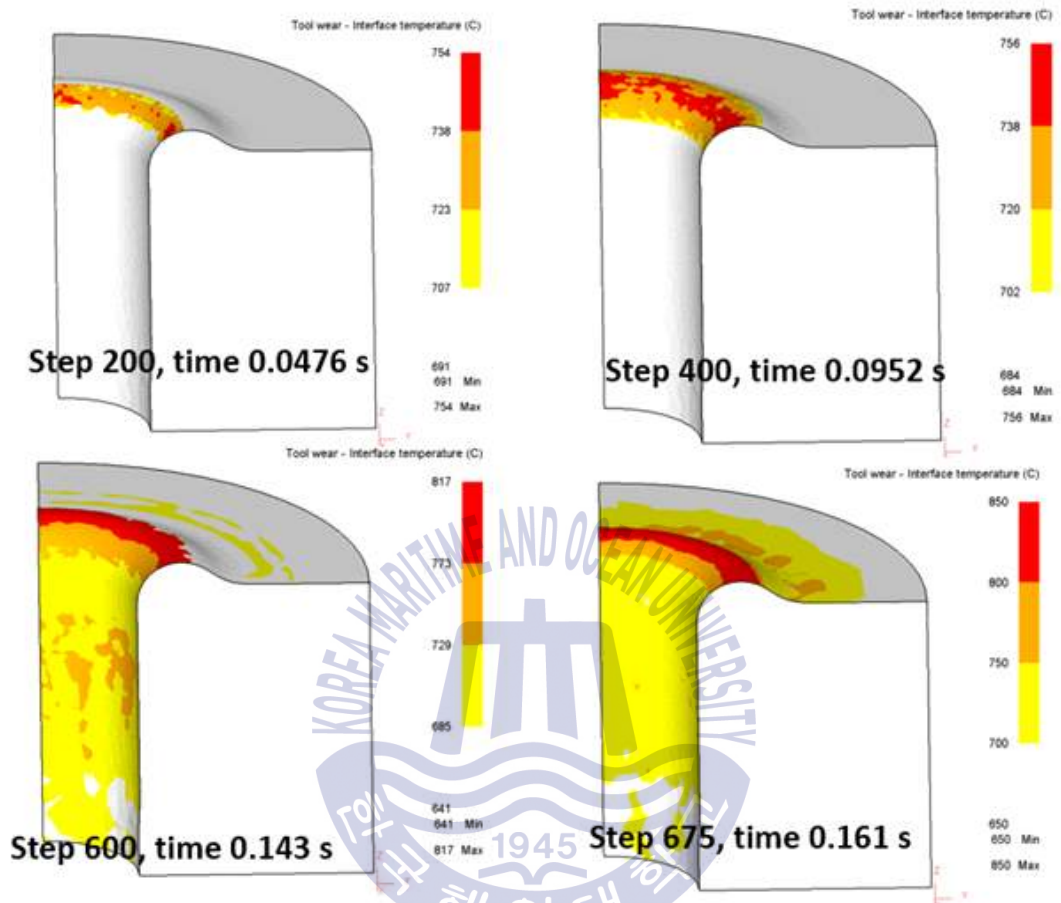 Tool wear - Interface temperature (C)
754
738
723
707
Step 200, time 0.0476 s
691
691 Min
754 Max
Z
Y
Tool wear - Interface temperature (C)
756
738
720
702
Step 400, time 0.0952 s
684
684 Min
756 Max
Z
Y
Tool wear - Interface temperature (C)
817
773
729
685
Step 600, time 0.143 s
641
641 Min
817 Max
Z
Y
Tool wear - Interface temperature (C)
850
800
750
700
Step 675, time 0.161 s
650
650 Min
850 Max
Z
Y
KOREA MARITIME AND OCEAN UNIVERSITY
1945